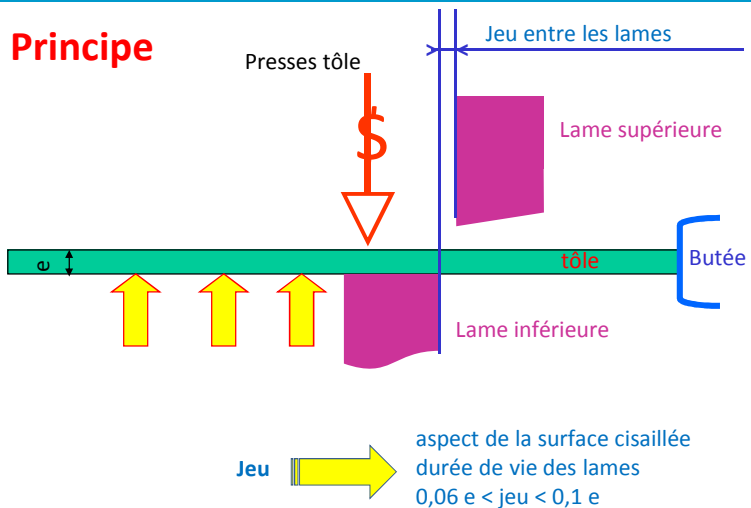 Principe
Presses tôle
Jeu entre les lames
Lame supérieure
$
e
tôle
Butée
Lame inférieure
Jeu
aspect de la surface cisaillée
durée de vie des lames
0,06 e < jeu < 0,1 e